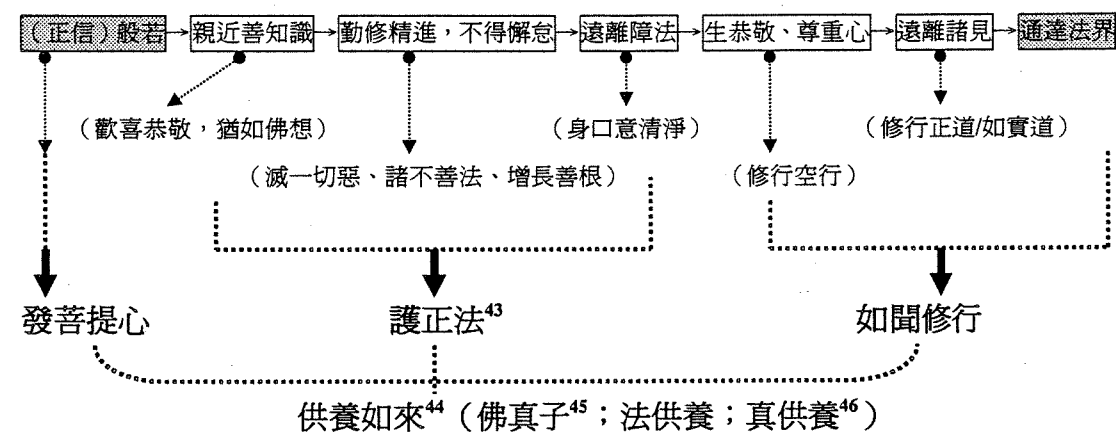 （正信）般若 親近善知識 勤修精進，不得懈怠 遠離障法 生恭敬、尊重心 遠離諸見 通達法界
（歡喜恭敬，猶如佛想） （身口意清淨） （修行正道/如實道）
（滅一切惡、諸不善法、增長善根） （修行空行）
發菩提心 護正法43 如聞修行
供養如來44（佛真子45；法供養；真供養46）